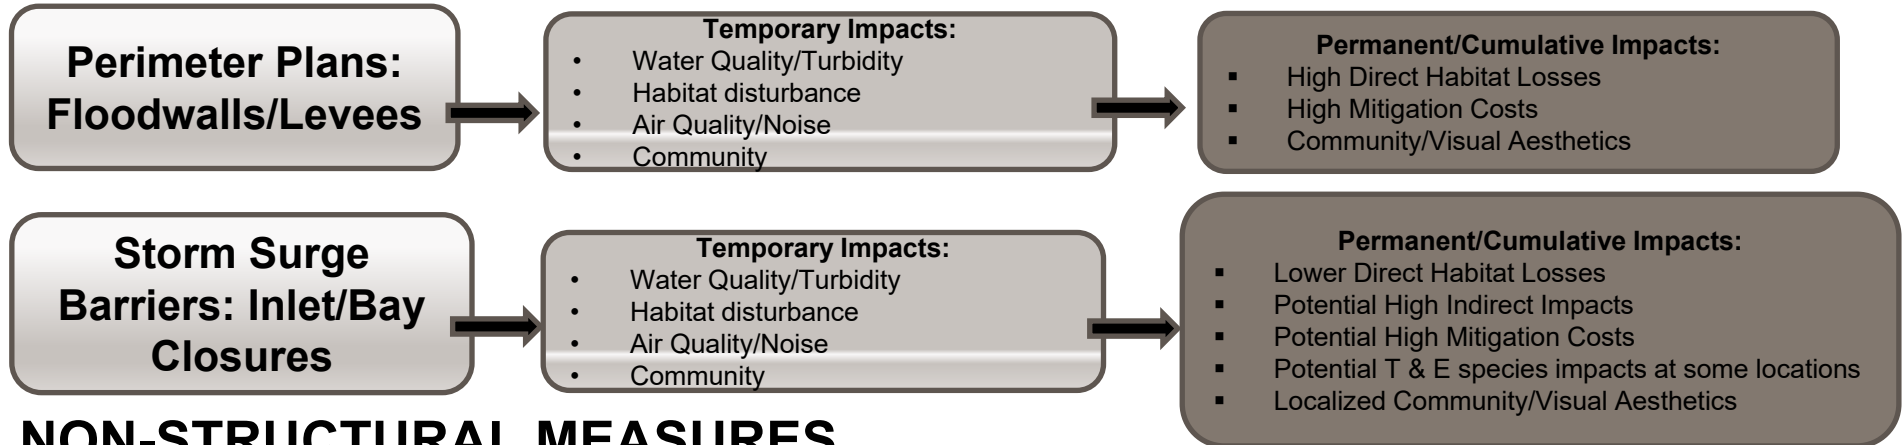 Perimeter Plans:
Floodwalls/Levees
Temporary Impacts:
• Water Quality/Turbidity
• Habitat disturbance
• Air Quality/Noise
• Community
Permanent/Cumulative Impacts:
▪ High Direct Habitat Losses
▪ High Mitigation Costs
▪ Community/Visual Aesthetics
Storm Surge
Barriers: Inlet/Bay
Closures
Temporary Impacts:
• Water Quality/Turbidity
• Habitat disturbance
• Air Quality/Noise
• Community
Permanent/Cumulative Impacts:
▪ Lower Direct Habitat Losses
▪ Potential High Indirect Impacts
▪ Potential High Mitigation Costs
▪ Potential T & E species impacts at some locations
▪ Localized Community/Visual Aesthetics
NON-STRUCTURAL MEASURES